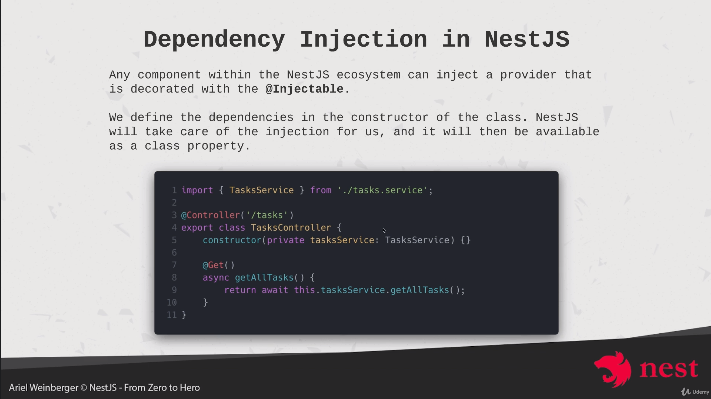 Dependency Injection in NestJS
Any component within the NestJS ecosystem can inject a provider that
is decorated with the @Injectable.
We define the dependencies in the constructor of the class. NestJS
will take care of the injection for us, and it will then be available
as a class property.
1 import { TasksService } from './tasks.service';
2
3 @Controller('/tasks')
4 export class TasksController {
5     constructor(private tasksService: TasksService) {}
6
7     @Get()
8     async getAllTasks() {
9         return await this.tasksService.getAllTasks();
10     }
11 }
nest
Ariel Weinberger © NestJS - From Zero to Hero
Udemy